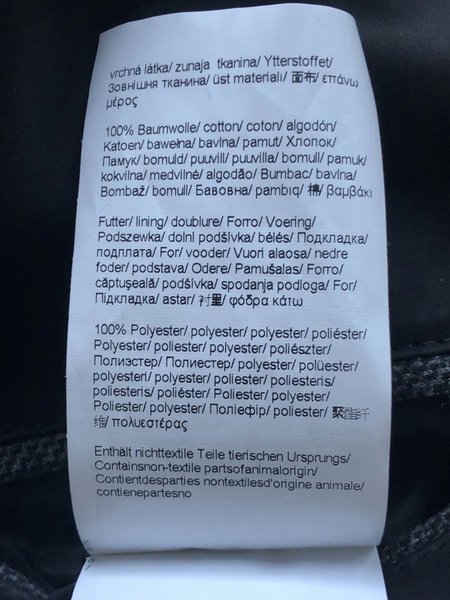 vrchná látka/ zunaja tkanina/ Ytterstoffet/
Зовнішня тканина/ üst materiali/ 面布/ επάνω
μέρος
100% Baumwolle/ cotton/ coton/ algodón/
Katoen/ bawełna/ bavlna/ pamut/ Хлопок/
Памук/ bomuld/ puuvill/ puuvilla/ bomull/ pamuk/
kokvilna/ medvilnė/ algodão/ Bumbac/ bavlna/
Bombaž/ bomull/ Бавовна/ pambıq/ 棉/ βαμβάκι
Futter/ lining/ doublure/ Forro/ Voering/
Podszewka/ dolní podšívka/ bélés/ Подкладка/
подплата/ For/ vooder/ Vuori alaosa/ nedre
foder/ podstava/ Odere/ Pamušalas/ Forro/
căptuşeală/ podšívka/ spodanja podloga/ For/
Підкладка/ astar/ 衬里/ φόδρα κάτω
100% Polyester/ polyester/ polyester/ poliéster/
Polyester/ poliester/ polyester/ poliészter/
Полиэстер/ Полиестер/ polyester/ polüester/
polyesteri/ polyester/ polyester/ poliesteris/
poliesteris/ poliéster/ Poliester/ polyester/
Poliester/ polyester/ Поліефір/ poliester/ 聚酯纤
维/ πολυεστέρας
Enthält nichttextile Teile tierischen Ursprungs/
Containsnon-textile partsofanimalorigin/
Contientdesparties nontextilesd'origine animale/
contienepartesno